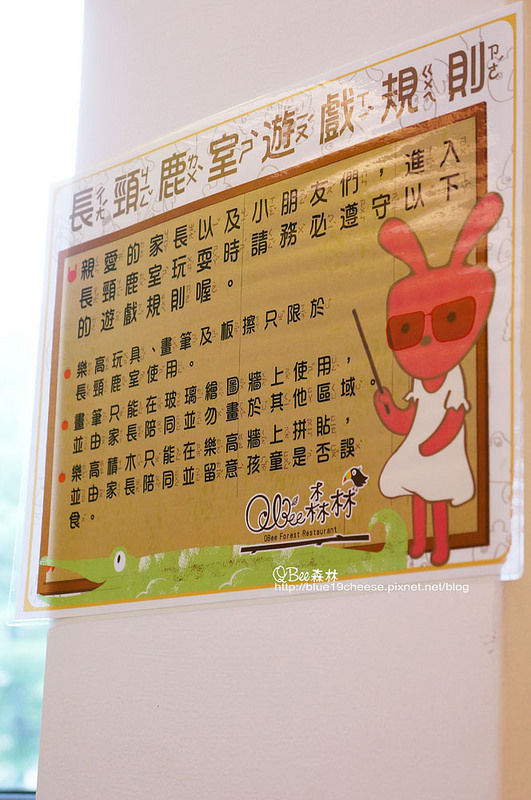 長頸鹿室遊戲規則
親愛的家長以及小朋友們，進入
長頸鹿室玩耍時請務必遵守以下
的遊戲規則喔。
樂高玩具、畫筆及板擦只限於
長頸鹿室使用。
畫筆只能在玻璃繪圖牆上使用，
並由家長陪同並勿畫於其他區域。
樂高積木只能在樂高牆上拼貼，
並由家長陪同並留意孩童是否誤
食。
QBee森林
QBee Forest Restaurant
QBee森林
http://blue19cheese.pixnet.net/blog